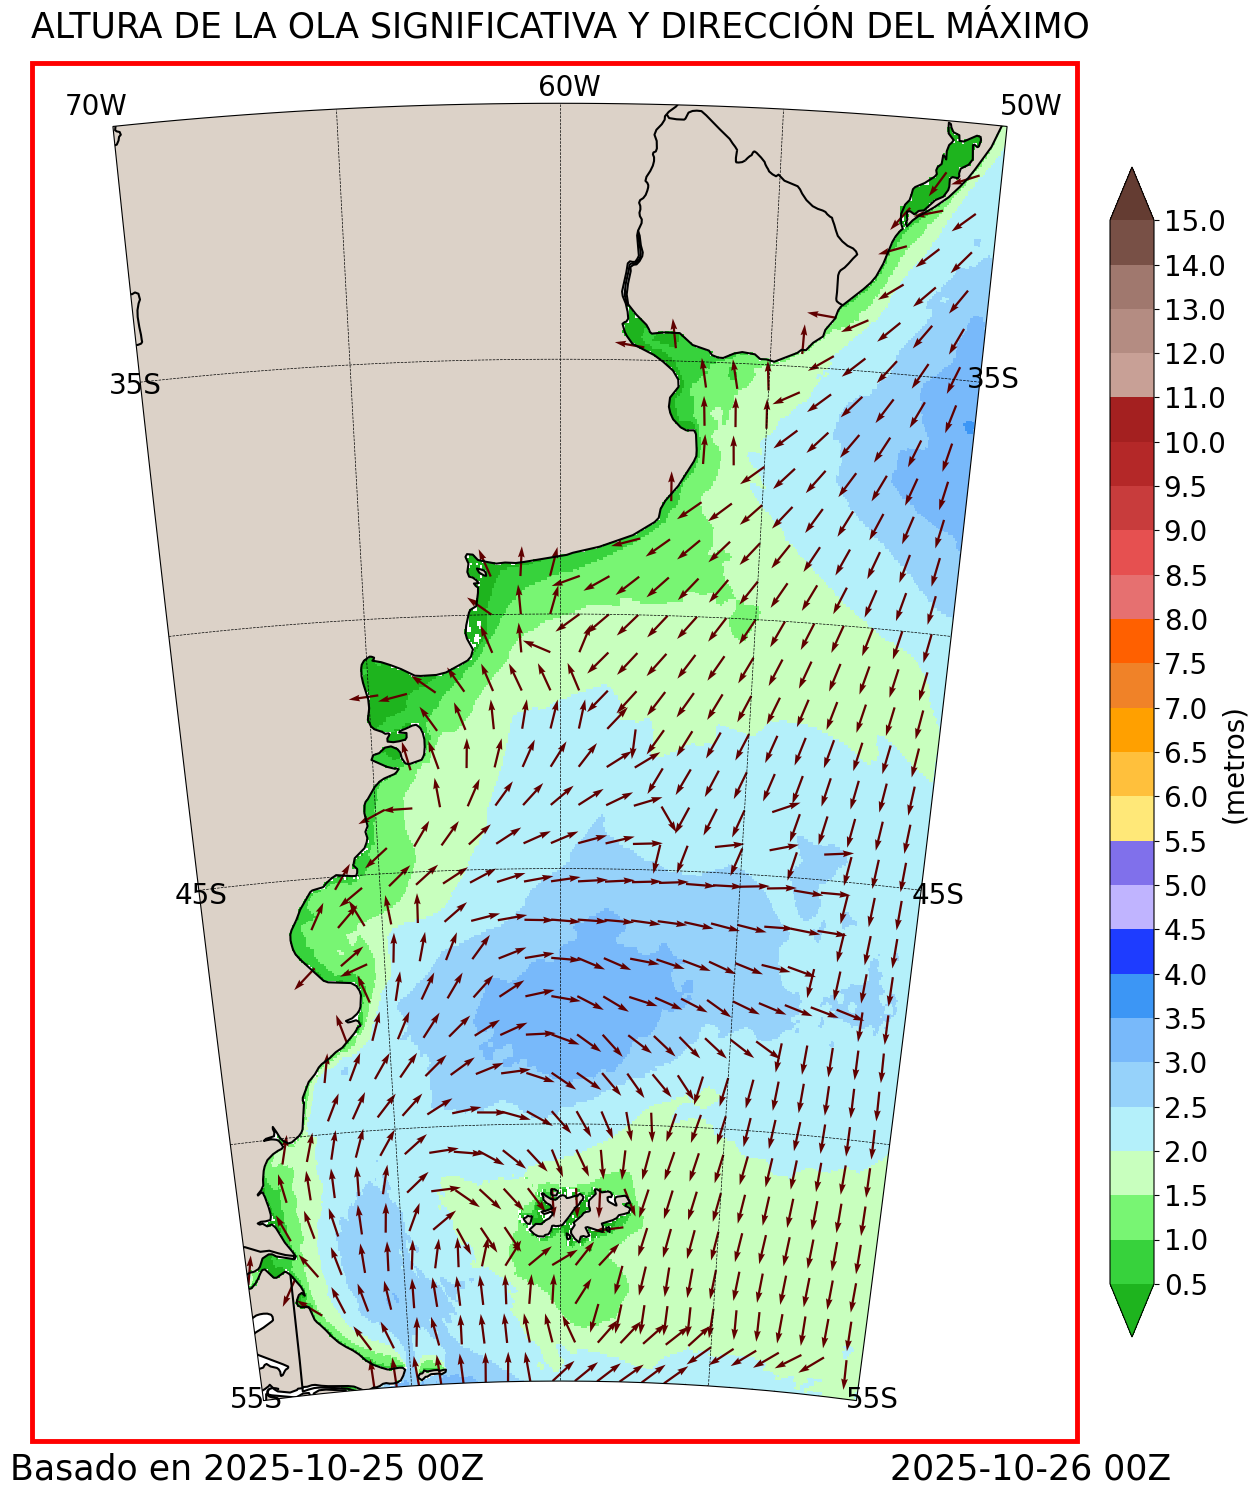 ALTURA DE LA OLA SIGNIFICATIVA Y DIRECCIÓN DEL MÁXIMO
70W
60W
50W
35S
35S
45S
45S
55S
55S
15.0
14.0
13.0
12.0
11.0
10.0
9.5
9.0
8.5
8.0
7.5
7.0
6.5
6.0
5.5
5.0
4.5
4.0
3.5
3.0
2.5
2.0
1.5
1.0
0.5
(metros)
Basado en 2025-10-25 00Z
2025-10-26 00Z